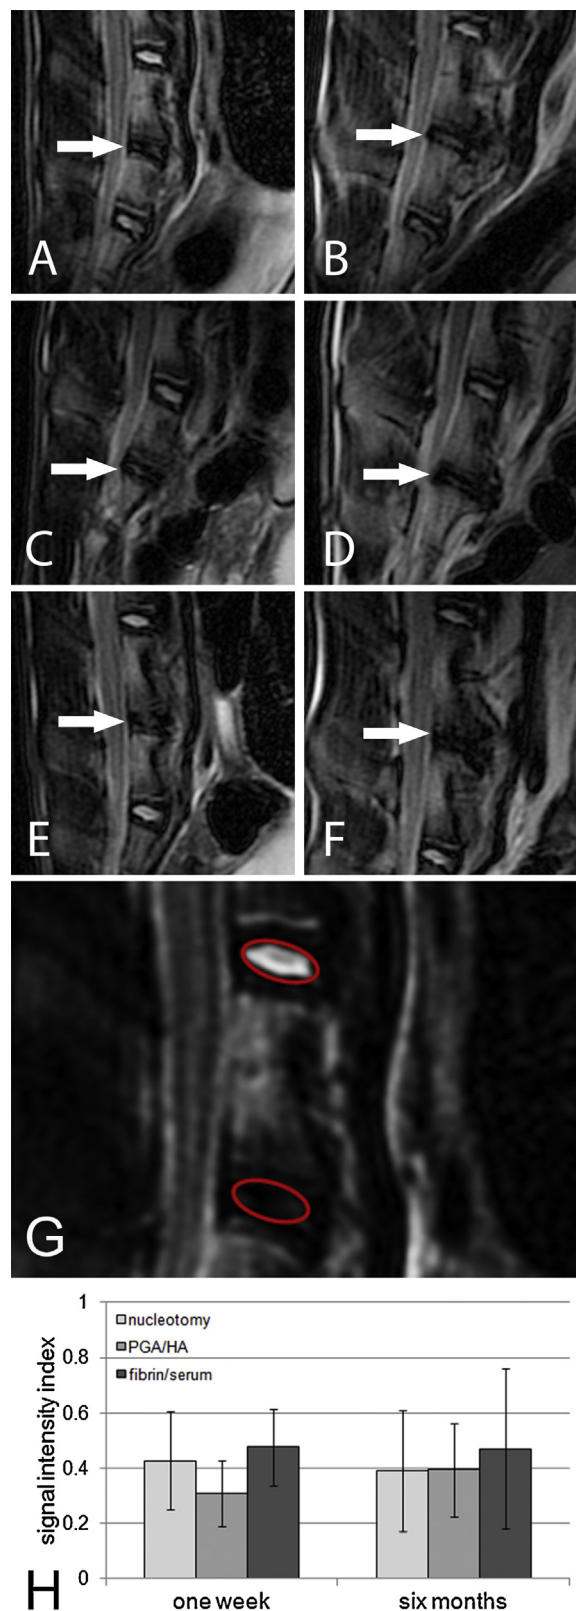 A
B
C
D
E
F
G
signal intensity index
1
0.8
0.6
0.4
0.2
0
nucleotomy
PGA/HA
fibrin/serum
one week
six months
H